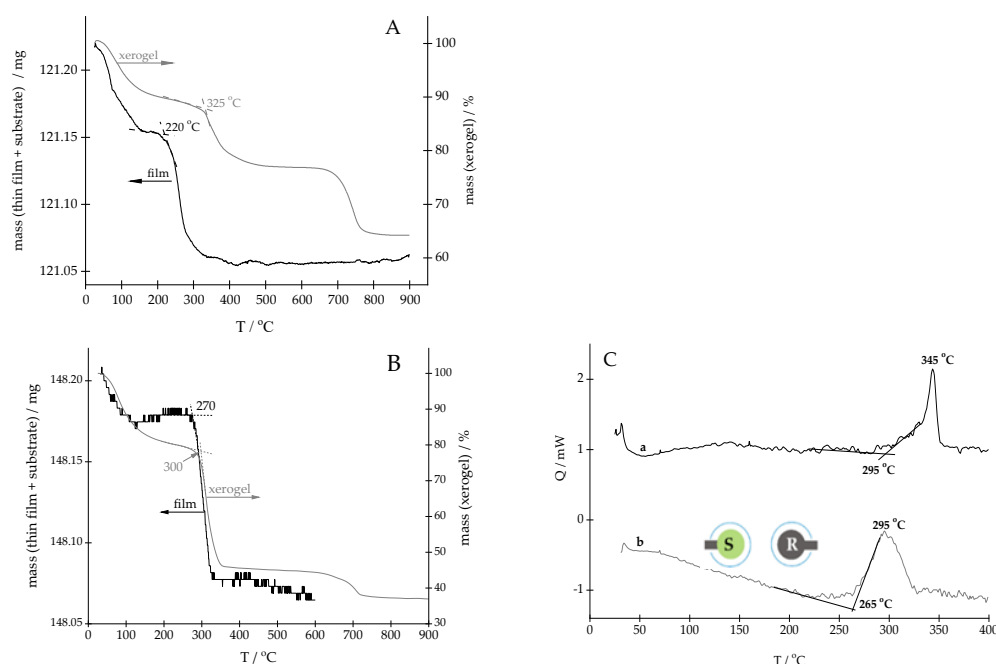 A
mass (thin film + substrate) / mg
mass (xerogel) / %
121.20
121.15
121.10
121.05
100
90
80
70
60
xerogel
325 °C
220 °C
film
0 100 200 300 400 500 600 700 800 900
T / °C
B
mass (thin film + substrate) / mg
mass (xerogel) / %
148.20
148.15
148.10
148.05
100
90
80
70
60
50
40
30
270
300
xerogel
film
0 100 200 300 400 500 600 700 800 900
T / °C
C
Q / mW
2
1
0
-1
345 °C
a
295 °C
295 °C
b
S R
265 °C
0 50 100 150 200 250 300 350 400
T / °C